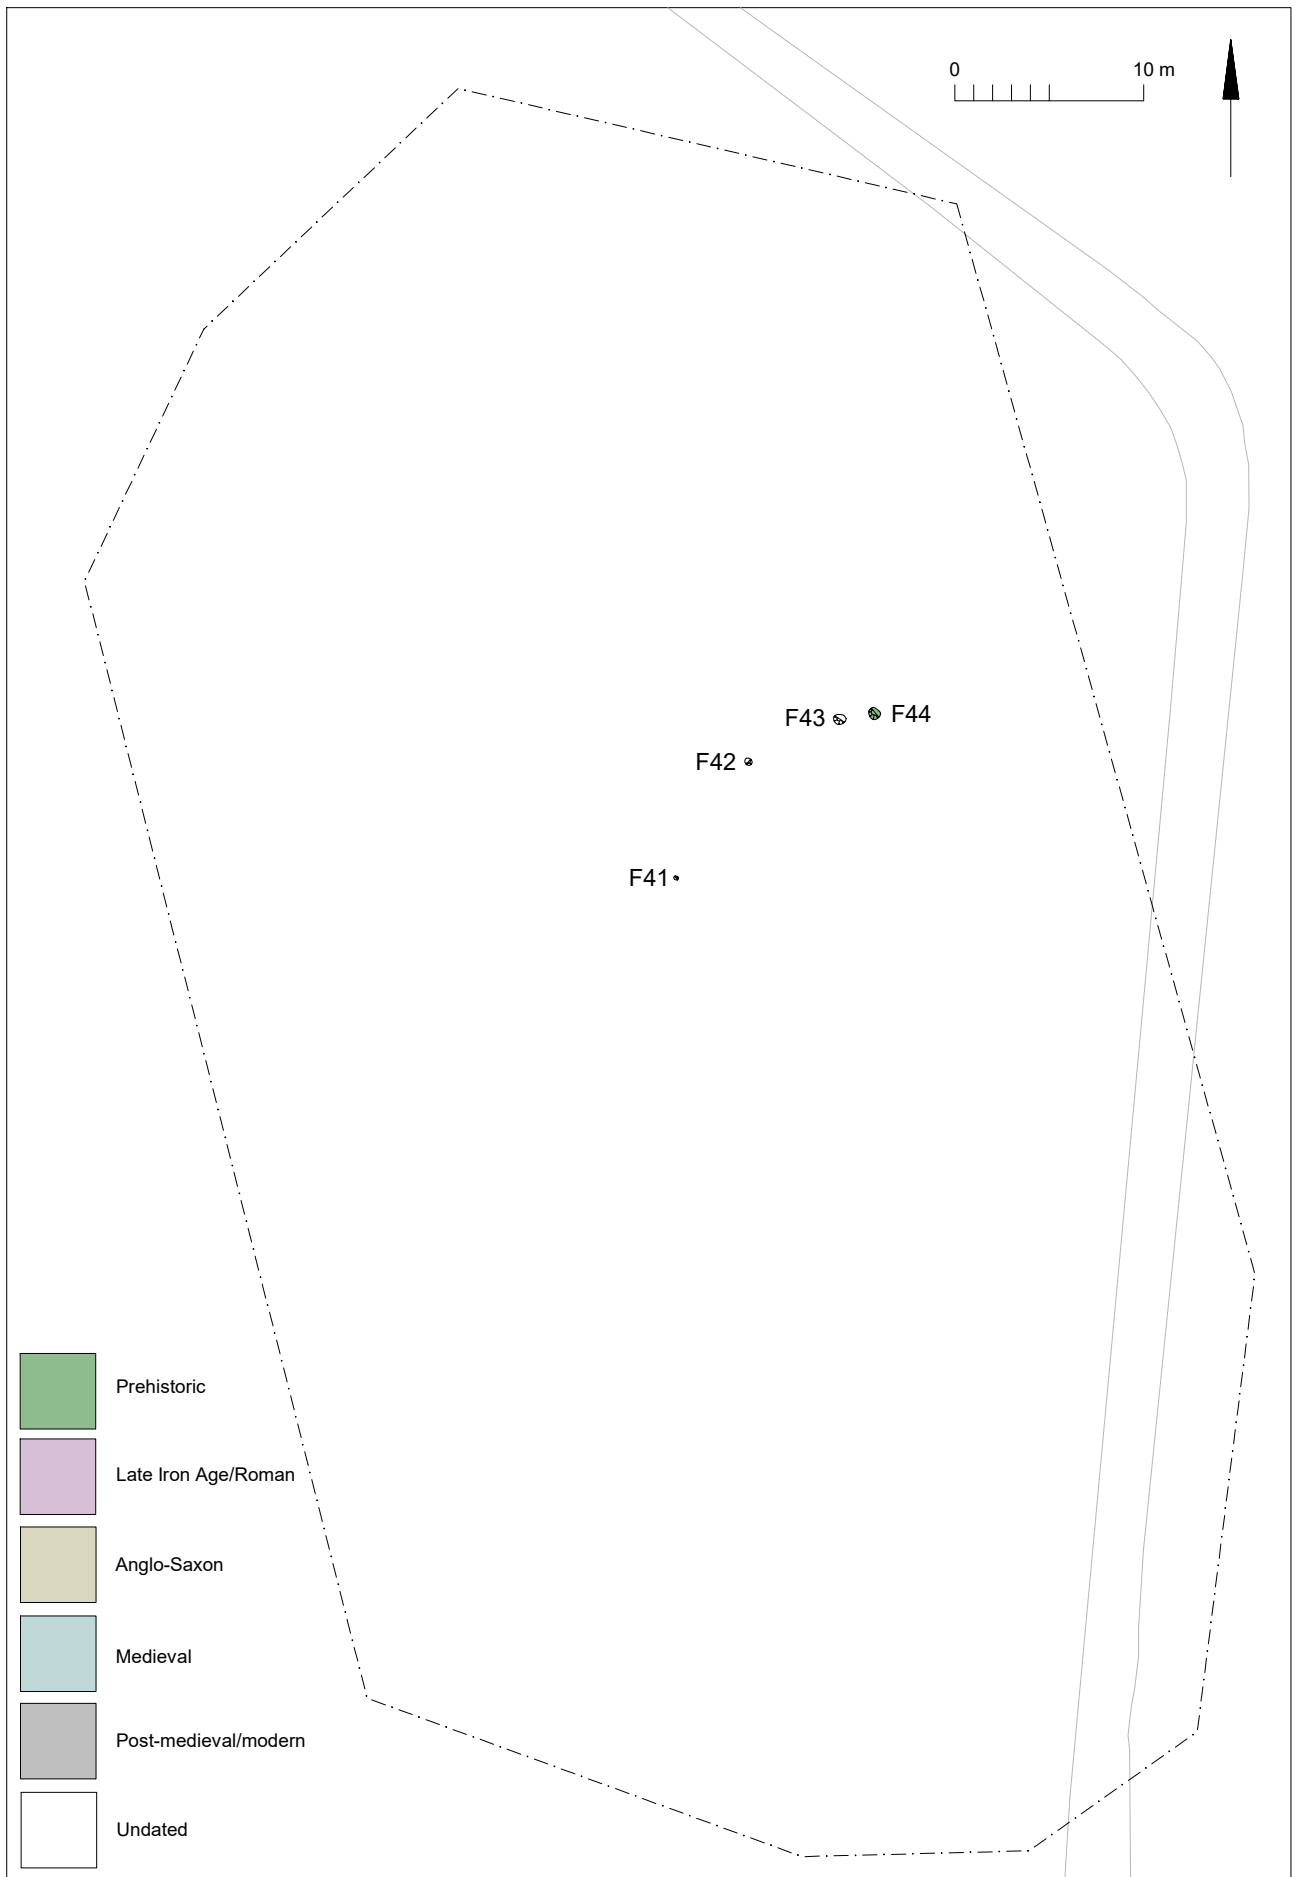 0 10 m
F43 F44
F42
F41
Prehistoric
Late Iron Age/Roman
Anglo-Saxon
Medieval
Post-medieval/modern
Undated